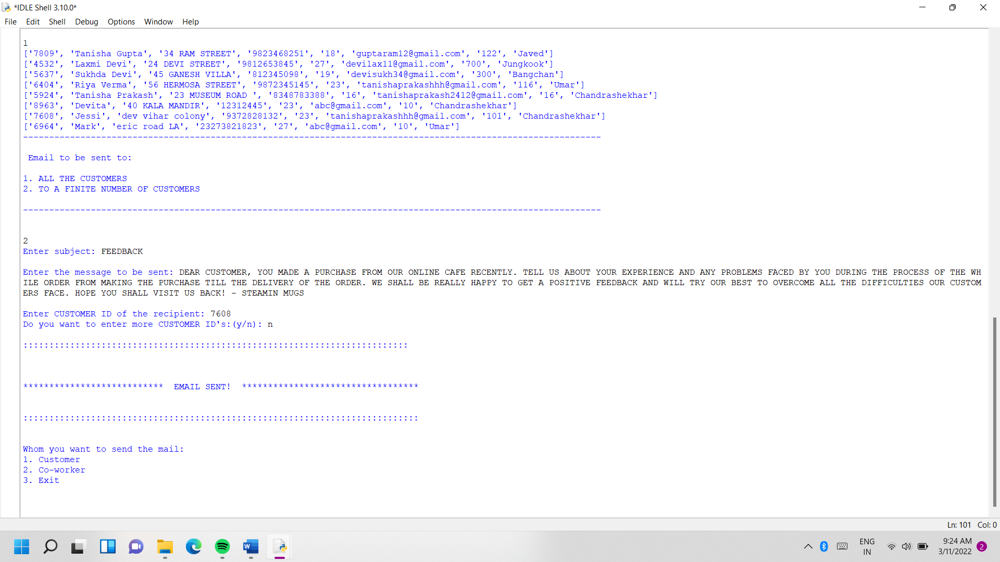 *IDLE Shell 3.10.0*
File Edit Shell Debug Options Window Help
1
['7809', 'Tanisha Gupta', '34 RAM STREET', '9823468251', '18', 'guptaram12@gmail.com', '122', 'Javed']
['4532', 'Laxmi Devi', '24 DEVI STREET', '9812653845', '27', 'devilax11@gmail.com', '700', 'Jungkook']
['5637', 'Sukhda Devi', '45 GANESH VILLA', '812345098', '19', 'devisukh34@gmail.com', '300', 'Bangchan']
['6404', 'Riya Verma', '56 HERMOSA STREET', '9872345145', '23', 'tanishaprakashhh@gmail.com', '116', 'Umar']
['5924', 'Tanisha Prakash', '23 MUSEUM ROAD ', '8348783388', '16', 'tanishaprakash2412@gmail.com', '16', 'Chandrashekhar']
['8963', 'Devita', '40 KALA MANDIR', '12312445', '23', 'abc@gmail.com', '10', 'Chandrashekhar']
['7608', 'Jessi', 'dev vihar colony', '9372828132', '23', 'tanishaprakashhh@gmail.com', '101', 'Chandrashekhar']
['6964', 'Mark', 'eric road LA', '23273821823', '27', 'abc@gmail.com', '10', 'Umar']
---------------------------------------------------------------------------------------------------------------
Email to be sent to:
1. ALL THE CUSTOMERS
2. TO A FINITE NUMBER OF CUSTOMERS
---------------------------------------------------------------------------------------------------------------
2
Enter subject: FEEDBACK
Enter the message to be sent: DEAR CUSTOMER, YOU MADE A PURCHASE FROM OUR ONLINE CAFE RECENTLY. TELL US ABOUT YOUR EXPERIENCE AND ANY PROBLEMS FACED BY YOU DURING THE PROCESS OF THE WH
ILE ORDER FROM MAKING THE PURCHASE TILL THE DELIVERY OF THE ORDER. WE SHALL BE REALLY HAPPY TO GET A POSITIVE FEEDBACK AND WILL TRY OUR BEST TO OVERCOME ALL THE DIFFICULTIES OUR CUSTOM
ERS FACE. HOPE YOU SHALL VISIT US BACK! - STEAMIN MUGS
Enter CUSTOMER ID of the recipient: 7608
Do you want to enter more CUSTOMER ID's:(y/n): n
::::::::::::::::::::::::::::::::::::::::::::::::::::::::::::::::::::::::::
*************************** EMAIL SENT! **********************************
::::::::::::::::::::::::::::::::::::::::::::::::::::::::::::::::::::::::::::
Whom you want to send the mail:
1. Customer
2. Co-worker
3. Exit
Ln: 101 Col: 0
ENG
IN
9:24 AM
3/11/2022
2